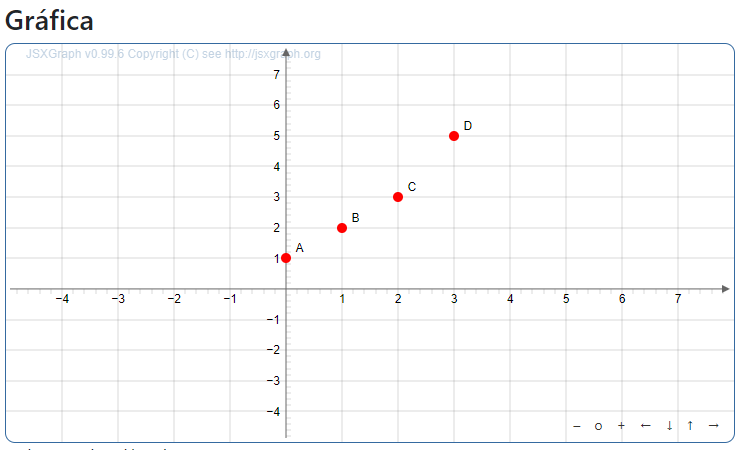 Gráfica
JSXGraph v0.99.6 Copyright (C) see http://jsxgraph.org
7
6
5
D
4
3
C
2
B
1
A
−4 −3 −2 −1 1 2 3 4 5 6 7
−1
−2
−3
−4
− o + ← ↓ ↑ →